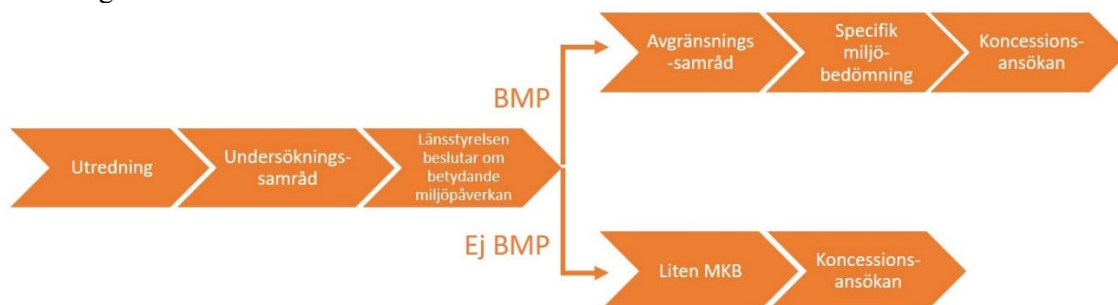 Utredning
Undersöknings-
samråd
Länsstyrelsen
beslutar om
betydande
miljöpåverkan
BMP
Avgränsnings
-samråd
Specifik
miljö-
bedömning
Koncessions-
ansökan
Ej BMP
Liten MKB
Koncessions-
ansökan